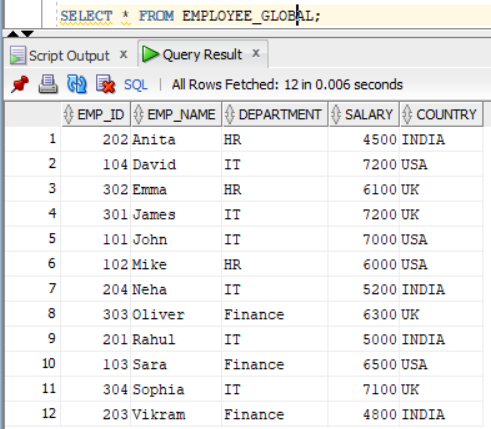 SELECT * FROM EMPLOYEE_GLOBAL;
Script Output x Query Result x
SQL | All Rows Fetched: 12 in 0.006 seconds
EMP_ID EMP_NAME DEPARTMENT SALARY COUNTRY
1 202 Anita HR 4500 INDIA
2 104 David IT 7200 USA
3 302 Emma HR 6100 UK
4 301 James IT 7200 UK
5 101 John IT 7000 USA
6 102 Mike HR 6000 USA
7 204 Neha IT 5200 INDIA
8 303 Oliver Finance 6300 UK
9 201 Rahul IT 5000 INDIA
10 103 Sara Finance 6500 USA
11 304 Sophia IT 7100 UK
12 203 Vikram Finance 4800 INDIA